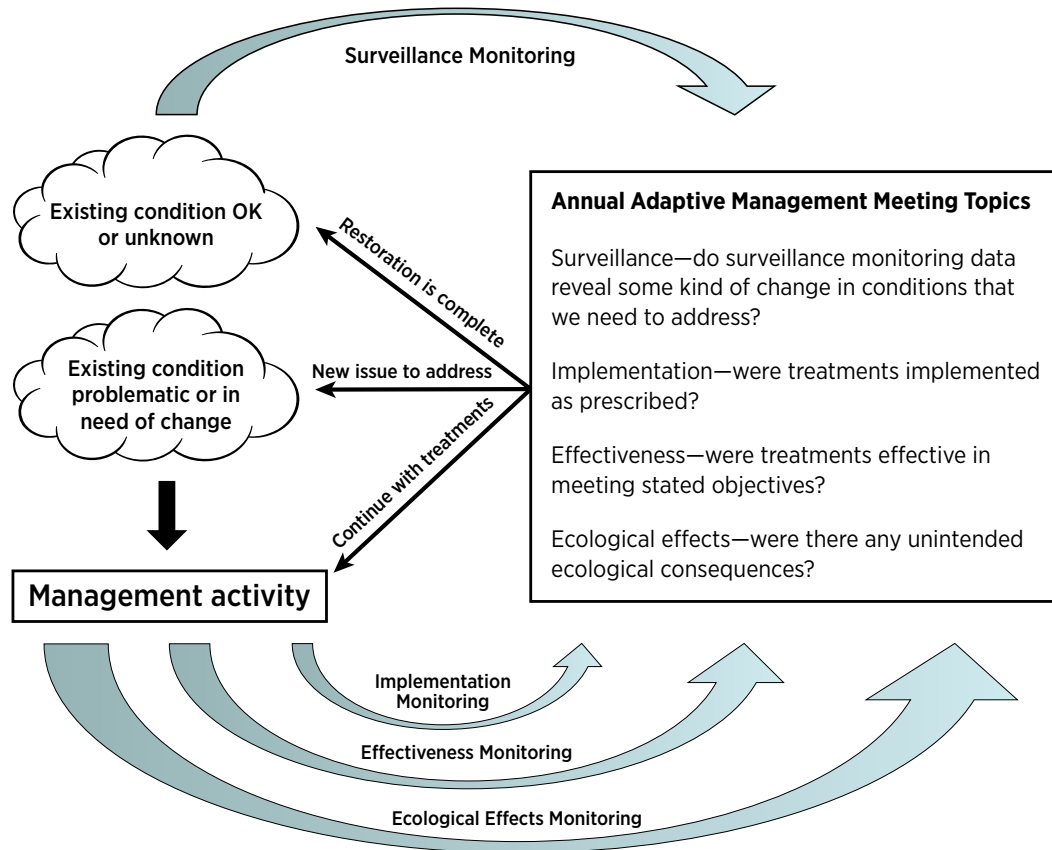 Surveillance Monitoring
Existing condition OK
or unknown
Existing condition
problematic or in
need of change
Management activity
Restoration is complete
New issue to address
Continue with treatments
Annual Adaptive Management Meeting Topics
Surveillance—do surveillance monitoring data
reveal some kind of change in conditions that
we need to address?
Implementation—were treatments implemented
as prescribed?
Effectiveness—were treatments effective in
meeting stated objectives?
Ecological effects—were there any unintended
ecological consequences?
Implementation
Monitoring
Effectiveness Monitoring
Ecological Effects Monitoring